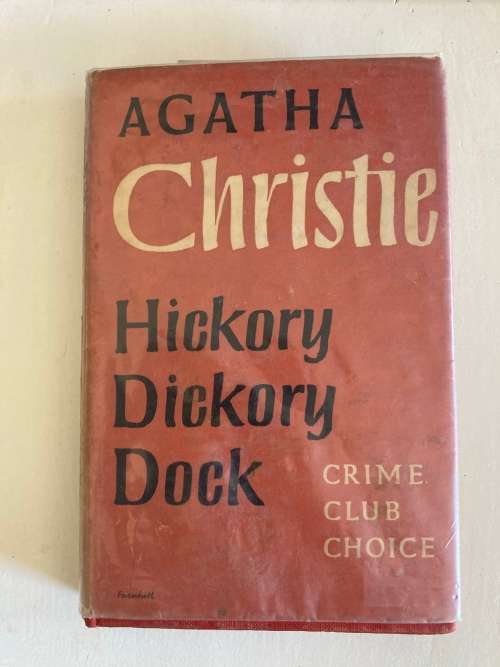 AGATHA
Christie
Hickory
Dickory
Dock
CRIME
CLUB
CHOICE